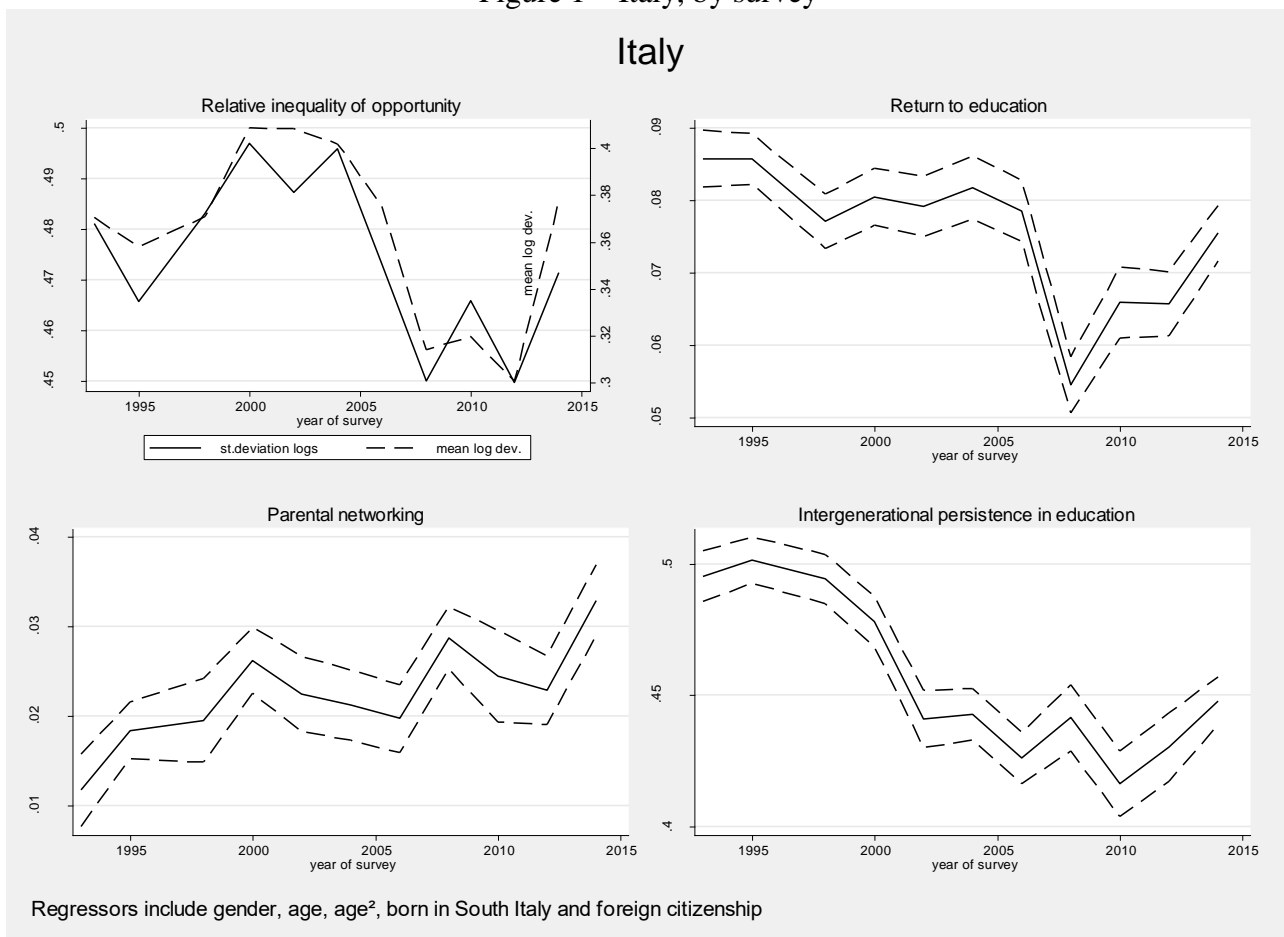 Italy
Relative inequality of opportunity
.5
.49
.48
.47
.46
.45
.4
.38
.36
.34
.32
.3
mean log dev.
1995 2000 2005 2010 2015
year of survey
st.deviation logs mean log dev.
Return to education
.09
.08
.07
.06
.05
1995 2000 2005 2010 2015
year of survey
Parental networking
.04
.03
.02
.01
1995 2000 2005 2010 2015
year of survey
Intergenerational persistence in education
.5
.45
.4
1995 2000 2005 2010 2015
year of survey
Regressors include gender, age, age², born in South Italy and foreign citizenship